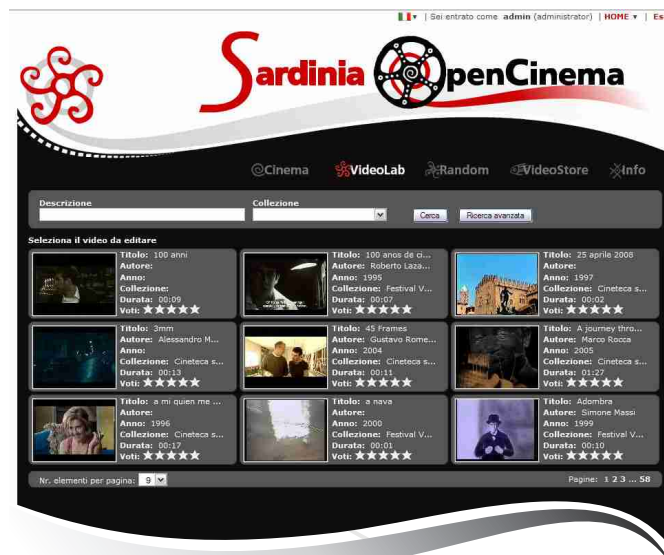 ▾ | Sei entrato come admin (administrator) | HOME ▾ | Es
Sardinia OpenCinema
Cinema VideoLab Random VideoStore Info
Descrizione Collezione
Cerca Ricerca avanzata
Seleziona il video da editare
Titolo: 100 anni
Autore:
Anno:
Collezione:
Durata: 00:09
Voti:
Titolo: 100 anos de ci...
Autore: Roberto Laza...
Anno: 1995
Collezione: Festival V...
Durata: 00:07
Voti:
Titolo: 25 aprile 2008
Autore:
Anno: 1997
Collezione: Cineteca s...
Durata: 00:02
Voti:
Titolo: 3mm
Autore: Alessandro M...
Anno:
Collezione: Cineteca s...
Durata: 00:13
Voti:
Titolo: 45 Frames
Autore: Gustavo Rome...
Anno: 2004
Collezione: Cineteca s...
Durata: 00:11
Voti:
Titolo: A journey thro...
Autore: Marco Rocca
Anno: 2005
Collezione: Cineteca s...
Durata: 01:27
Voti:
Titolo: a mi quien me ...
Autore:
Anno: 1996
Collezione: Cineteca s...
Durata: 00:17
Voti:
Titolo: a nava
Autore:
Anno: 2000
Collezione: Festival V...
Durata: 00:01
Voti:
Titolo: Adombra
Autore: Simone Massi
Anno: 1999
Collezione: Festival V...
Durata: 00:10
Voti:
Nr. elementi per pagina: 9 Pagine: 1 2 3 ... 58